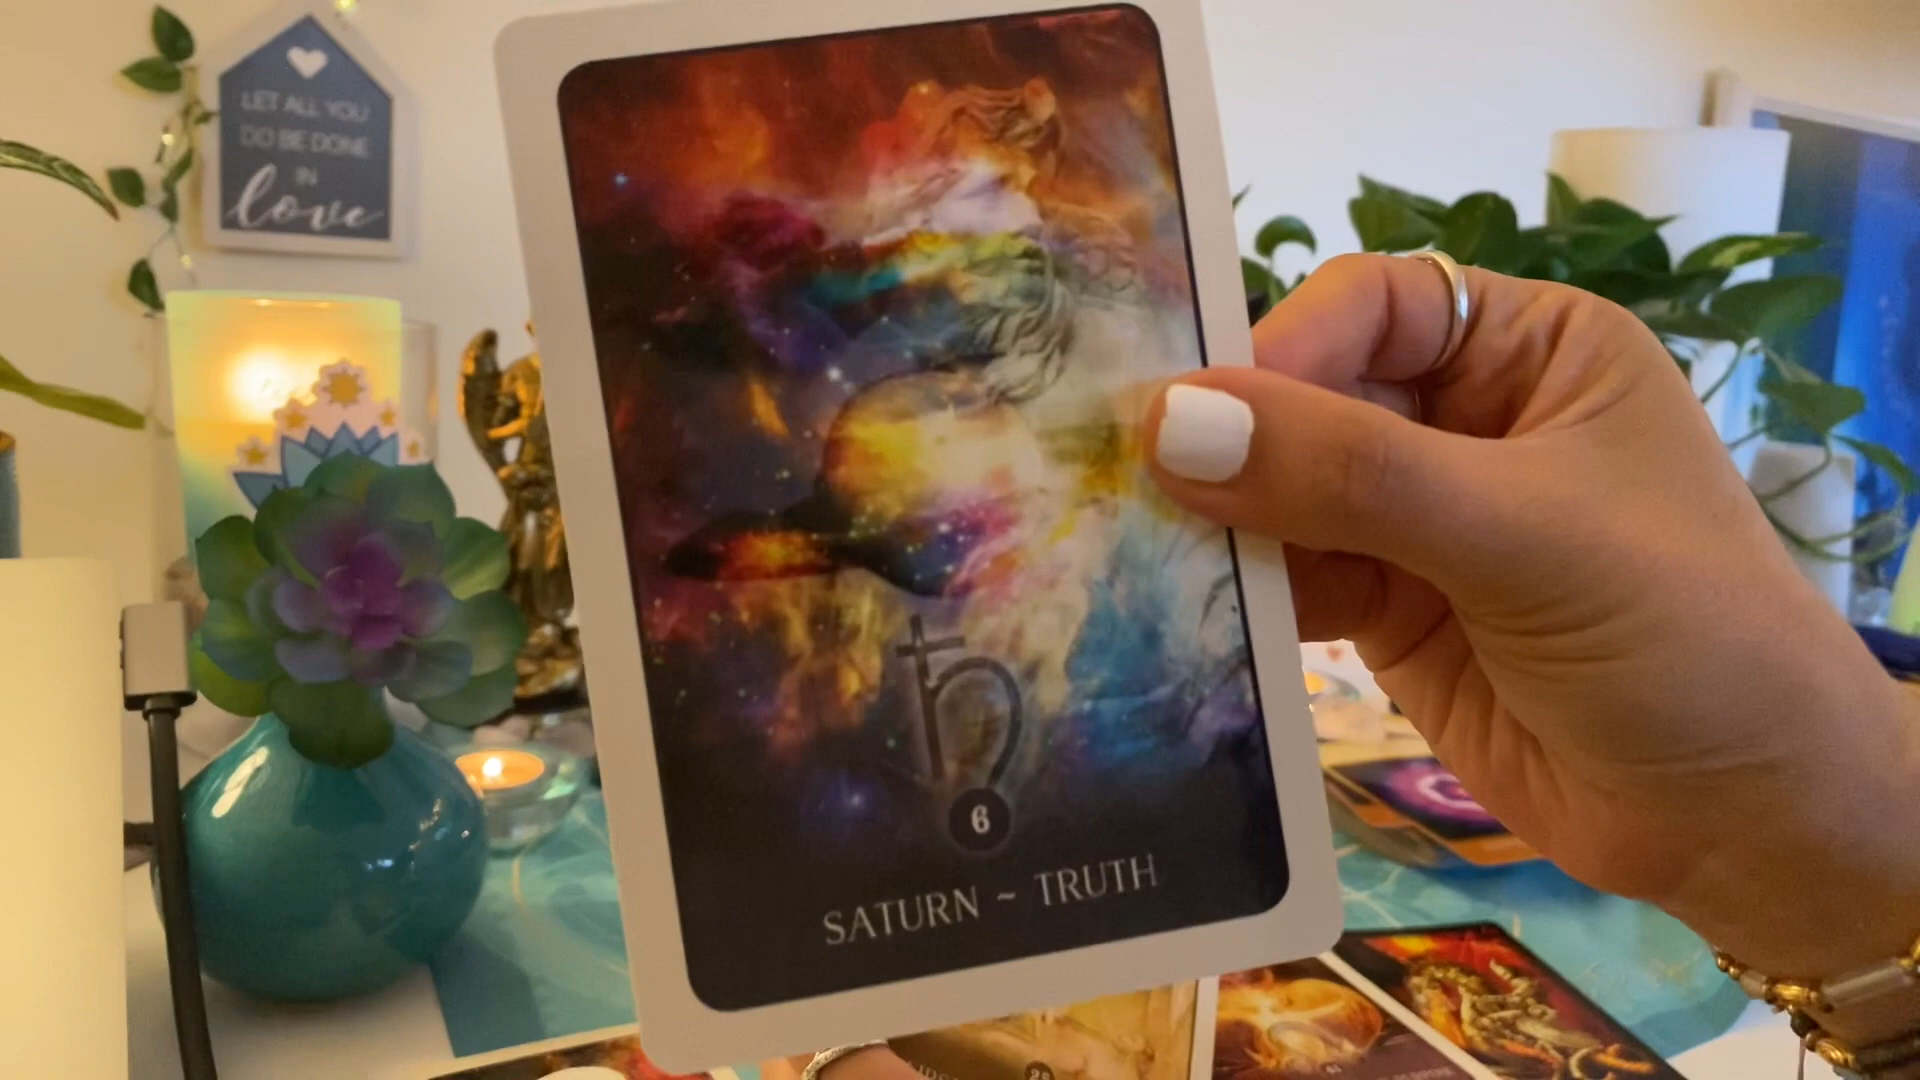 LET ALL YOU
DO BE DONE
IN
love
6
SATURN ~ TRUTH